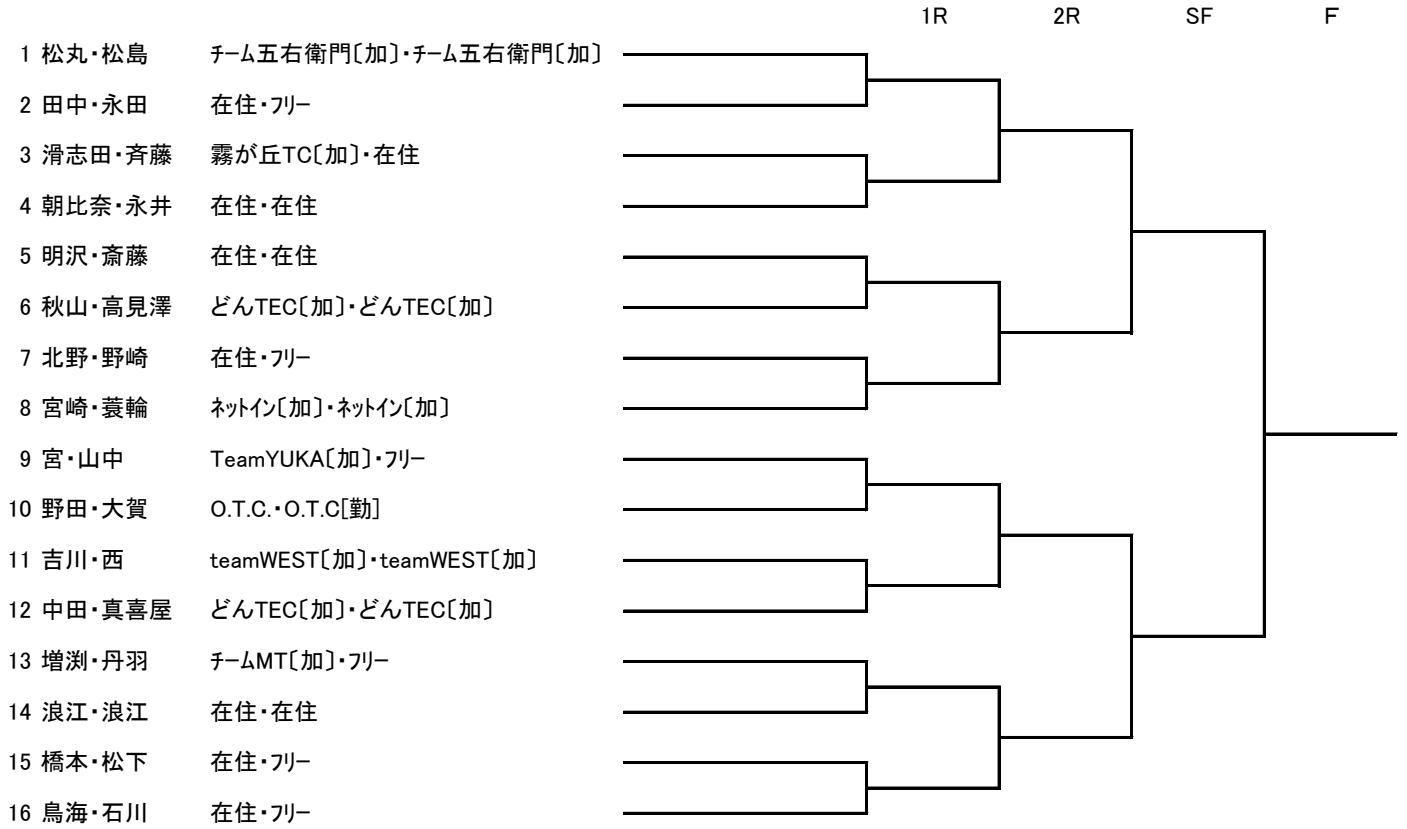 1R 2R SF F
1 松丸・松島 チーム五右衛門〔加〕・チーム五右衛門〔加〕
2 田中・永田 在住・フリー
3 滑志田・斉藤 霧が丘TC〔加〕・在住
4 朝比奈・永井 在住・在住
5 明沢・斎藤 在住・在住
6 秋山・高見澤 どんTEC〔加〕・どんTEC〔加〕
7 北野・野崎 在住・フリー
8 宮崎・蓑輪 ネットイン〔加〕・ネットイン〔加〕
9 宮・山中 TeamYUKA〔加〕・フリー
10 野田・大賀 O.T.C.・O.T.C[勤]
11 吉川・西 teamWEST〔加〕・teamWEST〔加〕
12 中田・真喜屋 どんTEC〔加〕・どんTEC〔加〕
13 増渕・丹羽 チームMT〔加〕・フリー
14 浪江・浪江 在住・在住
15 橋本・松下 在住・フリー
16 鳥海・石川 在住・フリー